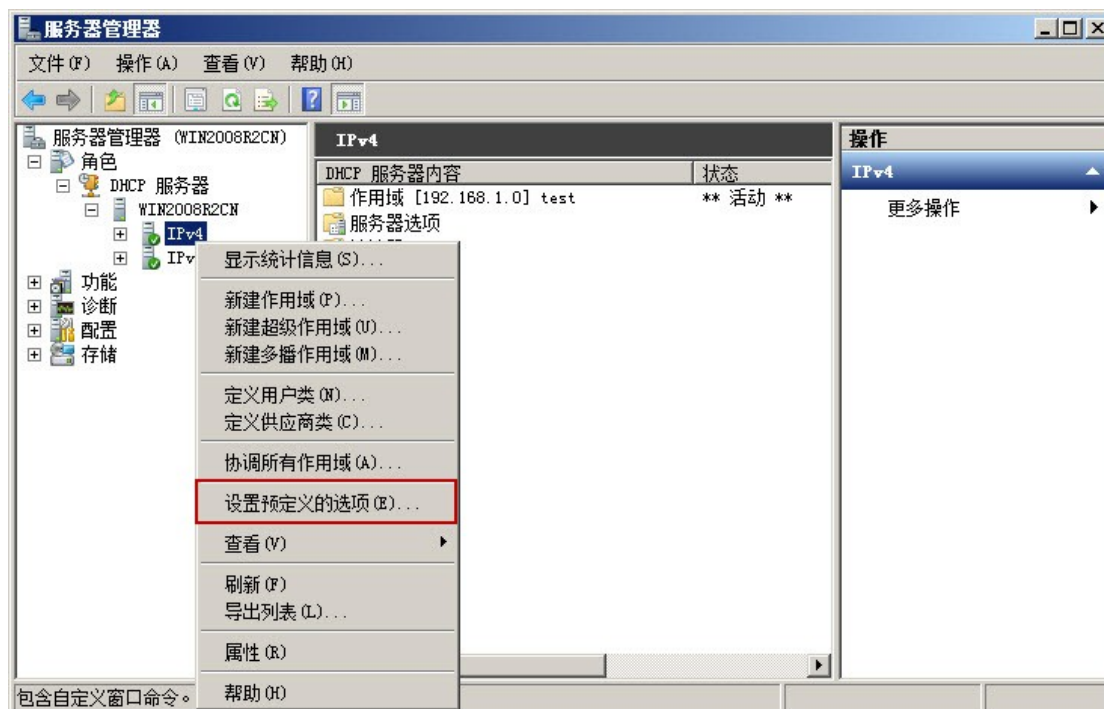 服务器管理器
文件(F) 操作(A) 查看(V) 帮助(H)
服务器管理器 (WIN2008R2CN)
角色
DHCP 服务器
WIN2008R2CN
IPv4
IPv
功能
诊断
配置
存储
IPv4
DHCP 服务器内容 状态
作用域 [192.168.1.0] test ** 活动 **
服务器选项
显示统计信息(S)...
新建作用域(P)...
新建超级作用域(U)...
新建多播作用域(M)...
定义用户类(N)...
定义供应商类(C)...
协调所有作用域(A)...
设置预定义的选项(E)...
查看(V)
刷新(F)
导出列表(L)...
属性(R)
帮助(H)
操作
IPv4
更多操作
包含自定义窗口命令。